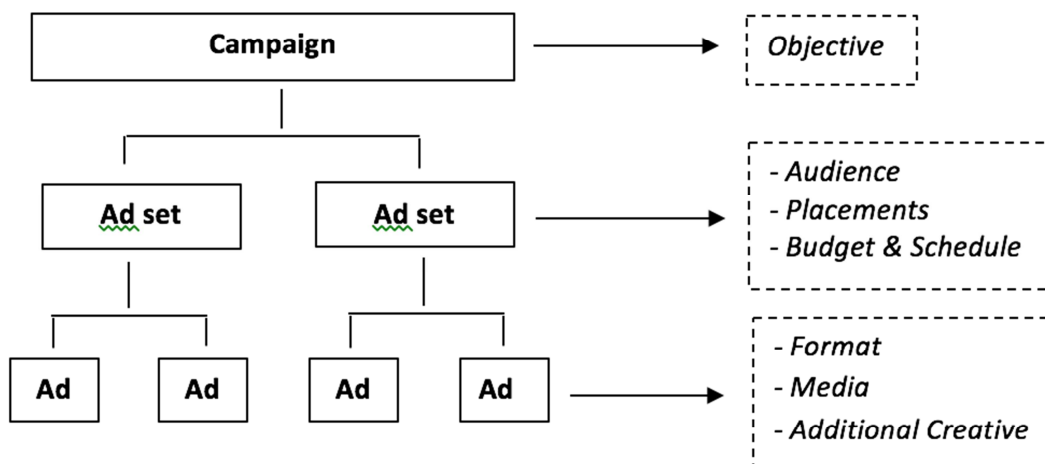 Campaign
Objective
Ad set
Ad set
- Audience
- Placements
- Budget & Schedule
Ad
Ad
Ad
Ad
- Format
- Media
- Additional Creative